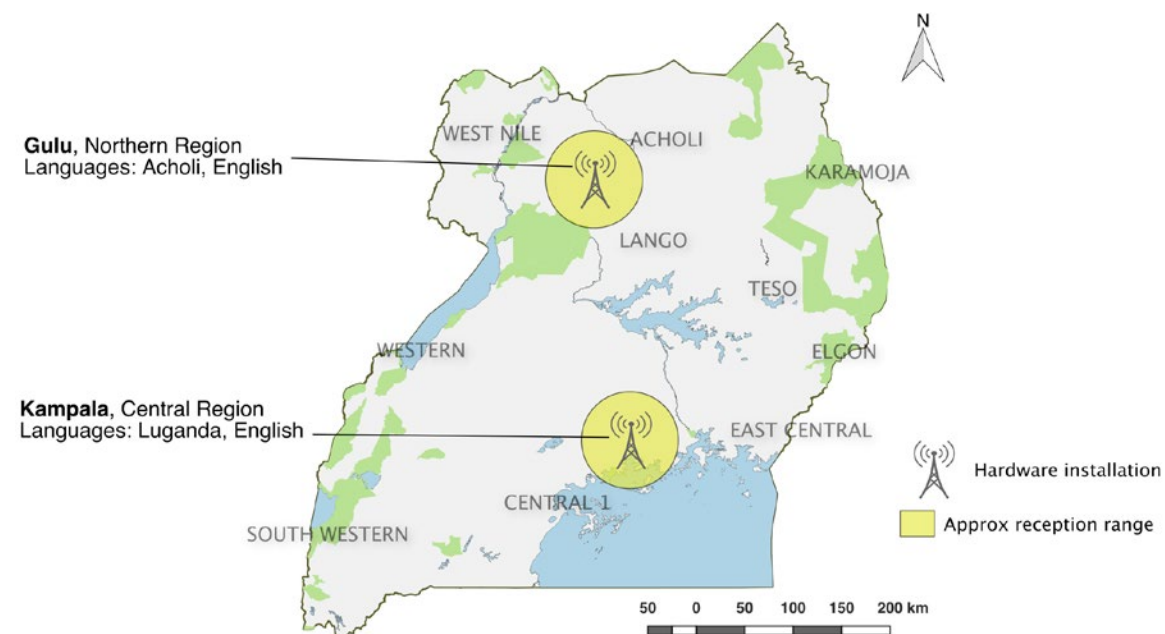 N
Gulu, Northern Region
Languages: Acholi, English
WEST NILE
ACHOLI
KARAMOJA
LANGO
TESO
WESTERN
ELGON
Kampala, Central Region
Languages: Luganda, English
EAST CENTRAL
Hardware installation
CENTRAL 1
Approx reception range
SOUTH WESTERN
50 0 50 100 150 200 km